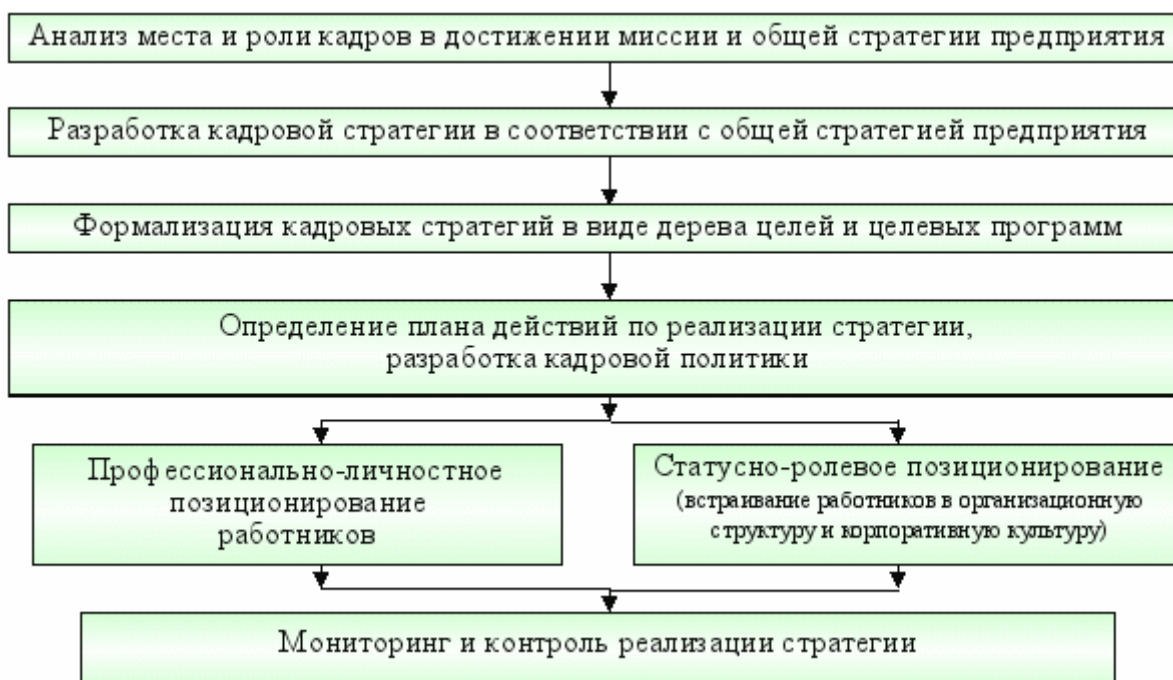 Анализ места и роли кадров в достижении миссии и общей стратегии предприятия
Разработка кадровой стратегии в соответствии с общей стратегией предприятия
Формализация кадровых стратегий в виде дерева целей и целевых программ
Определение плана действий по реализации стратегии,
разработка кадровой политики
Профессионально-личностное
позиционирование
работников
Статусно-ролевое позиционирование
(встраивание работников в организационную
структуру и корпоративную культуру)
Мониторинг и контроль реализации стратегии